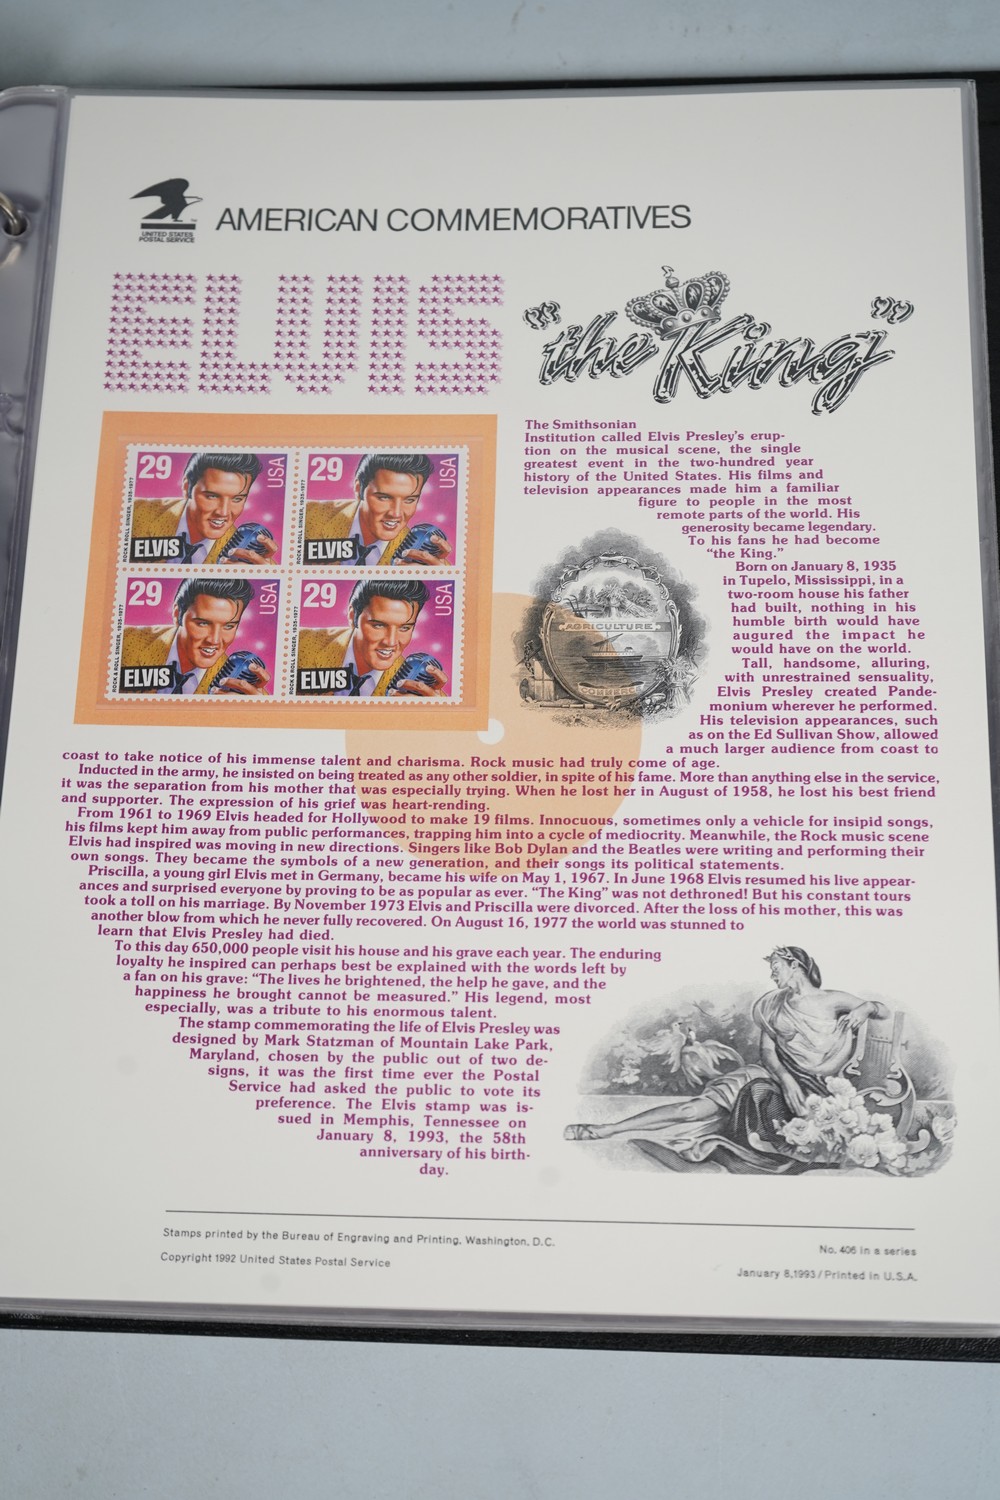 UNITED STATES
POSTAL SERVICE
AMERICAN COMMEMORATIVES
ELVIS
"the King"
29
USA
ROCK & ROLL SINGER, 1935-1977
ELVIS
29
USA
ROCK & ROLL SINGER, 1935-1977
ELVIS
29
USA
ROCK & ROLL SINGER, 1935-1977
ELVIS
29
USA
ROCK & ROLL SINGER, 1935-1977
ELVIS
The Smithsonian
Institution called Elvis Presley's erup-
tion on the musical scene, the single
greatest event in the two-hundred year
history of the United States. His films and
television appearances made him a familiar
figure to people in the most
remote parts of the world. His
generosity became legendary.
To his fans he had become
"the King."
Born on January 8, 1935
in Tupelo, Mississippi, in a
two-room house his father
had built, nothing in his
humble birth would have
augured the impact he
would have on the world.
Tall, handsome, alluring,
with unrestrained sensuality,
Elvis Presley created Pande-
monium wherever he performed.
His television appearances, such
as on the Ed Sullivan Show, allowed
a much larger audience from coast to
AGRICULTURE
COMMERCE
coast to take notice of his immense talent and charisma. Rock music had truly come of age.
Inducted in the army, he insisted on being treated as any other soldier, in spite of his fame. More than anything else in the service,
it was the separation from his mother that was especially trying. When he lost her in August of 1958, he lost his best friend
and supporter. The expression of his grief was heart-rending.
From 1961 to 1969 Elvis headed for Hollywood to make 19 films. Innocuous, sometimes only a vehicle for insipid songs,
his films kept him away from public performances, trapping him into a cycle of mediocrity. Meanwhile, the Rock music scene
Elvis had inspired was moving in new directions. Singers like Bob Dylan and the Beatles were writing and performing their
own songs. They became the symbols of a new generation, and their songs its political statements.
Priscilla, a young girl Elvis met in Germany, became his wife on May 1, 1967. In June 1968 Elvis resumed his live appear-
ances and surprised everyone by proving to be as popular as ever. "The King" was not dethroned! But his constant tours
took a toll on his marriage. By November 1973 Elvis and Priscilla were divorced. After the loss of his mother, this was
another blow from which he never fully recovered. On August 16, 1977 the world was stunned to
learn that Elvis Presley had died.
To this day 650,000 people visit his house and his grave each year. The enduring
loyalty he inspired can perhaps best be explained with the words left by
a fan on his grave: "The lives he brightened, the help he gave, and the
happiness he brought cannot be measured." His legend, most
especially, was a tribute to his enormous talent.
The stamp commemorating the life of Elvis Presley was
designed by Mark Statzman of Mountain Lake Park,
Maryland, chosen by the public out of two de-
signs, it was the first time ever the Postal
Service had asked the public to vote its
preference. The Elvis stamp was is-
sued in Memphis, Tennessee on
January 8, 1993, the 58th
anniversary of his birth-
day.
Stamps printed by the Bureau of Engraving and Printing, Washington, D.C.
Copyright 1992 United States Postal Service
No. 406 in a series
January 8, 1993/Printed in U.S.A.